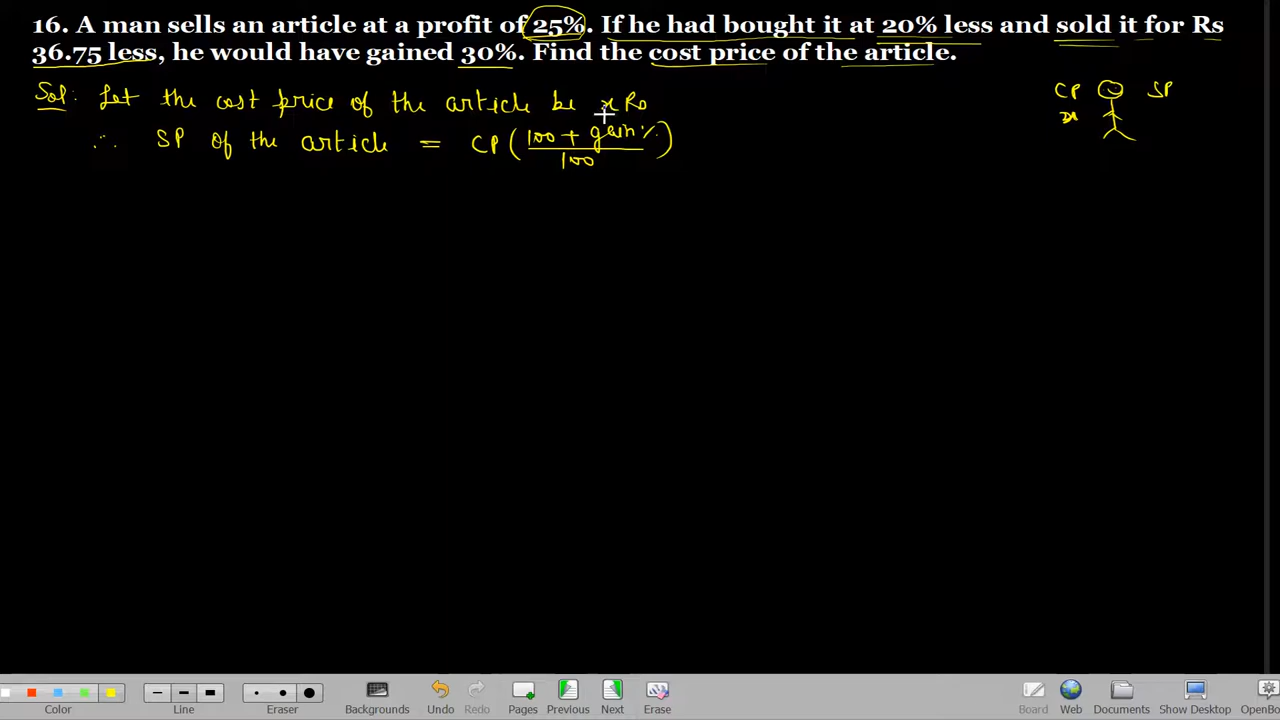 16. A man sells an article at a profit of 25%. If he had bought it at 20% less and sold it for Rs
36.75 less, he would have gained 30%. Find the cost price of the article.
Sol: Let the cost price of the article be x Rs
CP SP
x
∴ SP of the article = CP(100 + gain% / 100)
Color
Line
Eraser
Backgrounds
Undo
Redo
Pages
Previous
Next
Erase
Board
Web
Documents
Show Desktop
OpenBo